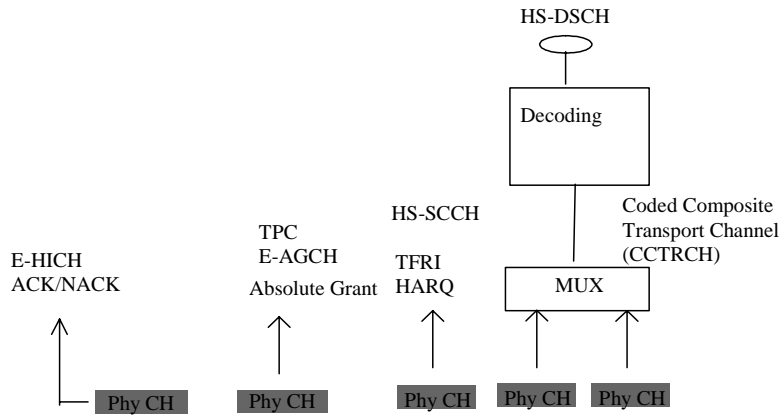 HS-DSCH
Decoding
Coded Composite
Transport Channel
(CCTRCH)
HS-SCCH
TFRI
HARQ
TPC
E-AGCH
Absolute Grant
E-HICH
ACK/NACK
MUX
Phy CH
Phy CH
Phy CH
Phy CH
Phy CH